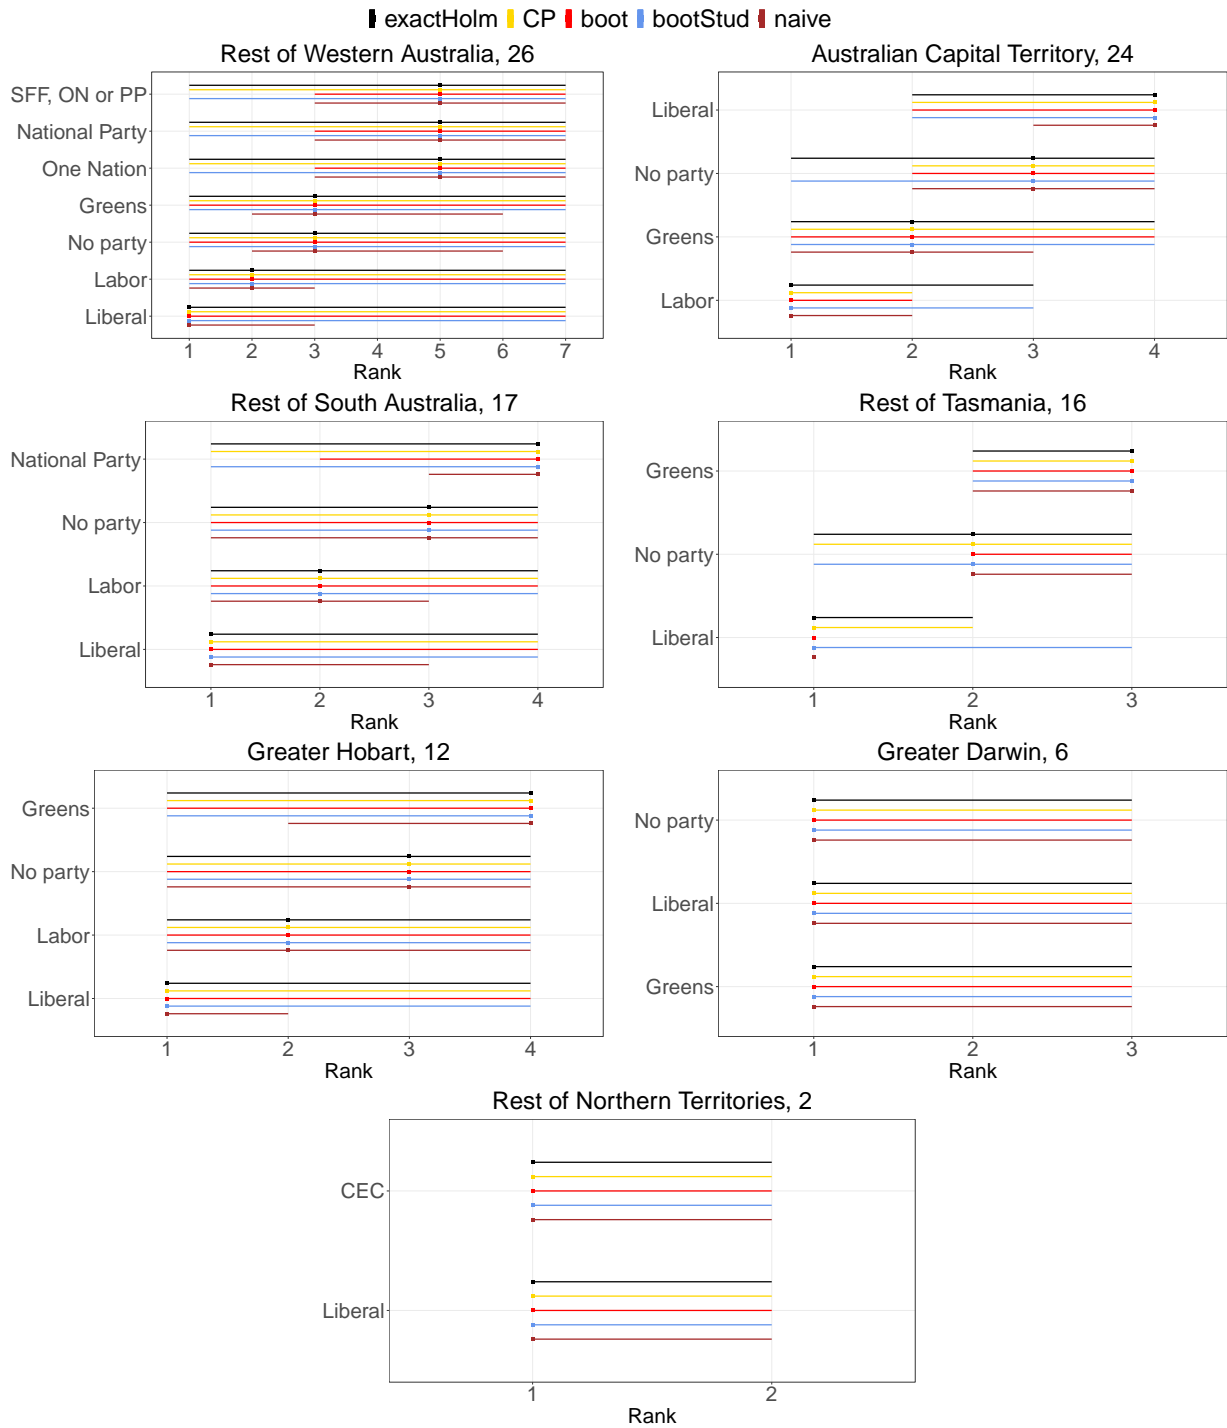 exactHolm CP boot bootStud naive
Rest of Western Australia, 26
SFF, ON or PP
National Party
One Nation
Greens
No party
Labor
Liberal
1 2 3 4 5 6 7
Rank
Australian Capital Territory, 24
Liberal
No party
Greens
Labor
1 2 3 4
Rank
Rest of South Australia, 17
National Party
No party
Labor
Liberal
1 2 3 4
Rank
Rest of Tasmania, 16
Greens
No party
Liberal
1 2 3
Rank
Greater Hobart, 12
Greens
No party
Labor
Liberal
1 2 3 4
Rank
Greater Darwin, 6
No party
Liberal
Greens
1 2 3
Rank
Rest of Northern Territories, 2
CEC
Liberal
1 2
Rank